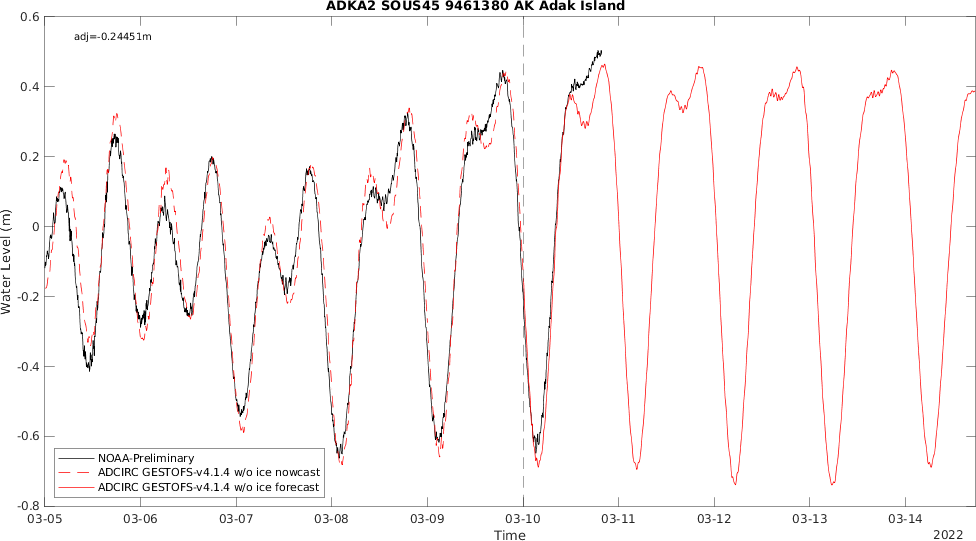 ADKA2 SOUS45 9461380 AK Adak Island
adj=-0.24451m
0.6
0.4
0.2
0
-0.2
-0.4
-0.6
-0.8
Water Level (m)
NOAA-Preliminary
ADCIRC GESTOFS-v4.1.4 w/o ice nowcast
ADCIRC GESTOFS-v4.1.4 w/o ice forecast
03-05 03-06 03-07 03-08 03-09 03-10 03-11 03-12 03-13 03-14
Time
2022